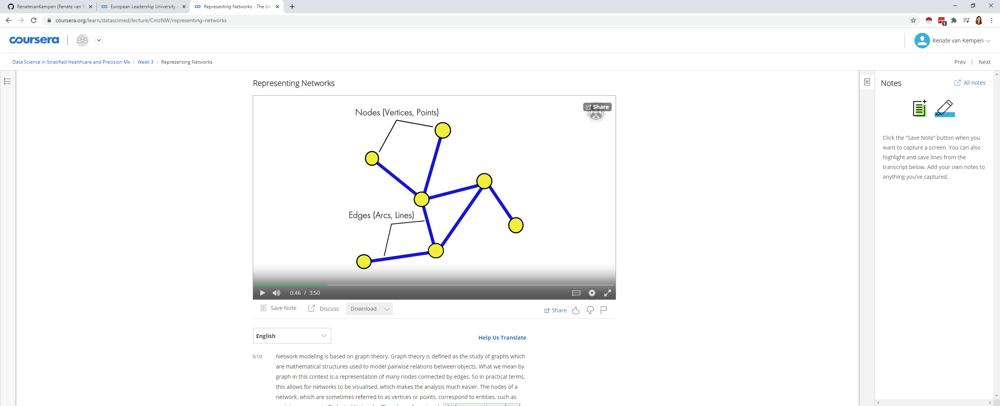 RenatevanKempen (Renate van K
European Leadership University
Representing Networks - The Un
coursera.org/learn/datascimed/lecture/CmzNW/representing-networks
1
coursera
Renate van Kempen
Data Science in Stratified Healthcare and Precision Me
Week 3
Representing Networks
Prev
Next
Representing Networks
Nodes (Vertices, Points)
Share
Edges (Arcs, Lines)
0:46 / 3:50
Save Note
Discuss
Download
Share
English
Help Us Translate
0:10
Network modeling is based on graph theory. Graph theory is defined as the study of graphs which
are mathematical structures used to model pairwise relations between objects. What we mean by
graph in this context is a representation of many nodes connected by edges. So in practical terms,
this allows for networks to be visualised, which makes the analysis much easier. The nodes of a
network, which are sometimes referred to as vertices or points, correspond to entities, such as
Notes
All notes
Click the “Save Note” button when you
want to capture a screen. You can also
highlight and save lines from the
transcript below. Add your own notes to
anything you’ve captured.